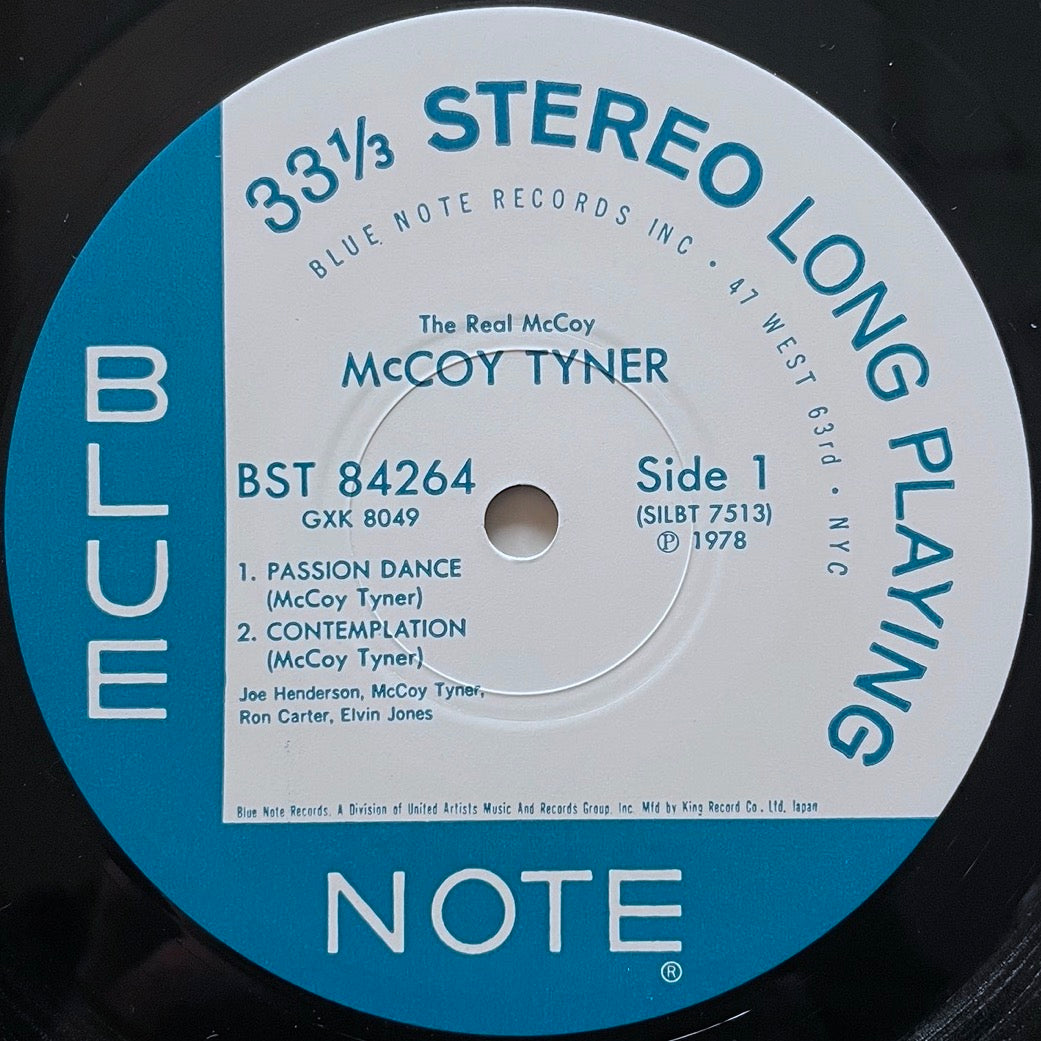 33⅓ STEREO LONG PLAYING
BLUE NOTE RECORDS INC • 47 WEST 63rd • NYC
The Real McCoy
McCOY TYNER
BST 84264
GXK 8049
Side 1
(SILBT 7513)
℗ 1978
1. PASSION DANCE
(McCoy Tyner)
2. CONTEMPLATION
(McCoy Tyner)
Joe Henderson, McCoy Tyner,
Ron Carter, Elvin Jones
Blue Note Records. A Division of United Artists Music And Records Group, Inc. Mfd by King Record Co., Ltd. Japan
BLUE
NOTE
®